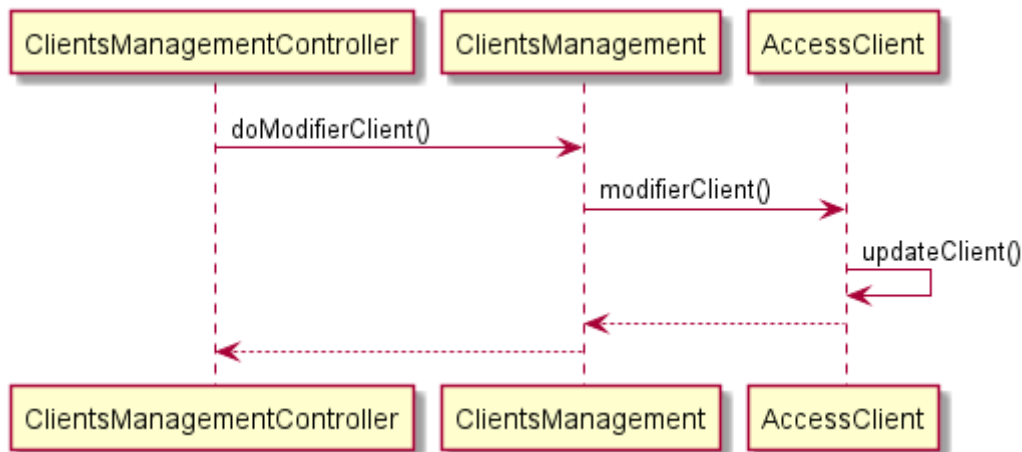 ClientsManagementController ClientsManagement AccessClient
doModifierClient()
modifierClient()
updateClient()
ClientsManagementController ClientsManagement AccessClient